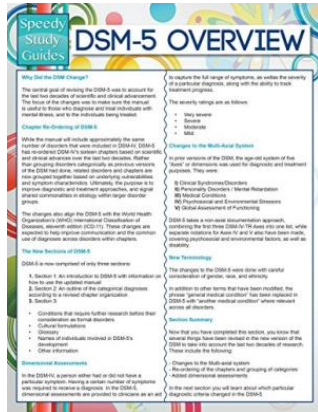 Speedy
Study
Guides
DSM-5 OVERVIEW
Why Did the DSM Change?
The central goal of revising the DSM was to account for
the last two decades of scientific and clinical advancement.
The focus of the changes was to make sure the manual
is useful to those who diagnose and treat individuals with
mental illness, and to the individuals being treated.
Chapter Re-Ordering of DSM-5
While the manual will include approximately the same
number of disorders that were included in DSM-IV, DSM-5
has re-ordered DSM-IV's sixteen chapters based on scientific
and clinical advances over the last two decades. Rather
than grouping disorders categorically as previous versions
of the DSM had done, related disorders and chapters are
now grouped together based on underlying vulnerabilities
and symptom characteristics. Ultimately, the purpose is to
improve diagnostic and treatment approaches, and signal
shared commonalities in etiology within larger disorder
groups.
The changes also align the DSM-5 with the World Health
Organization's (WHO) International Classification of
Diseases, eleventh edition (ICD-11). These changes are
expected to help improve communication and the common
use of diagnoses across disorders within chapters.
The New Sections of DSM-5
DSM-5 is now comprised of only three sections:
1. Section 1: An introduction to DSM-5 with information on
how to use the updated manual
2. Section 2: An outline of the categorical diagnoses
according to a revised chapter organization
3. Section 3:
• Conditions that require further research before their
consideration as formal disorders
• Cultural formulations
• Glossary
• Names of individuals involved in DSM-5's
development
• Other information
Dimensional Assessments
In the DSM-IV, a person either had or did not have a
particular symptom. Having a certain number of symptoms
was required to receive a diagnosis. In the DSM-5,
dimensional assessments are provided to clinicians as an aid
to capture the full range of symptoms, as well as the severity
of a particular diagnosis, along with the ability to track
treatment progress.
The severity ratings are as follows:
• Very severe
• Severe
• Moderate
• Mild
Changes to the Multi-Axial System
In prior versions of the DSM, the age-old system of five
"Axes" or dimensions was used for diagnostic and treatment
purposes. They were:
I) Clinical Syndromes/Disorders
II) Personality Disorders / Mental Retardation
III) Medical Conditions
IV) Psychosocial and Environmental Stressors
V) Global Assessment of Functioning
DSM-5 takes a non-axial documentation approach,
combining the first three DSM-IV-TR Axes into one list, while
separate notations for Axes IV and V also have been made,
covering psychosocial and environmental factors, as well as
disability.
New Terminology
The changes to the DSM-5 were done with careful
consideration of gender, race, and ethnicity.
In addition to other terms that have been modified, the
phrase "general medical condition" has been replaced in
DSM-5 with "another medical condition" where relevant
across all disorders.
Section Summary
Now that you have completed this section, you know that
several things have been revised in the new version of the
DSM to take into account the last two decades of research.
These include the following:
- Changes to the Multi-axial system
- Re-ordering of the chapters and grouping of categories
- Added dimensional assessments
In the next section you will learn about which particular
diagnostic criteria changed in the DSM-5.